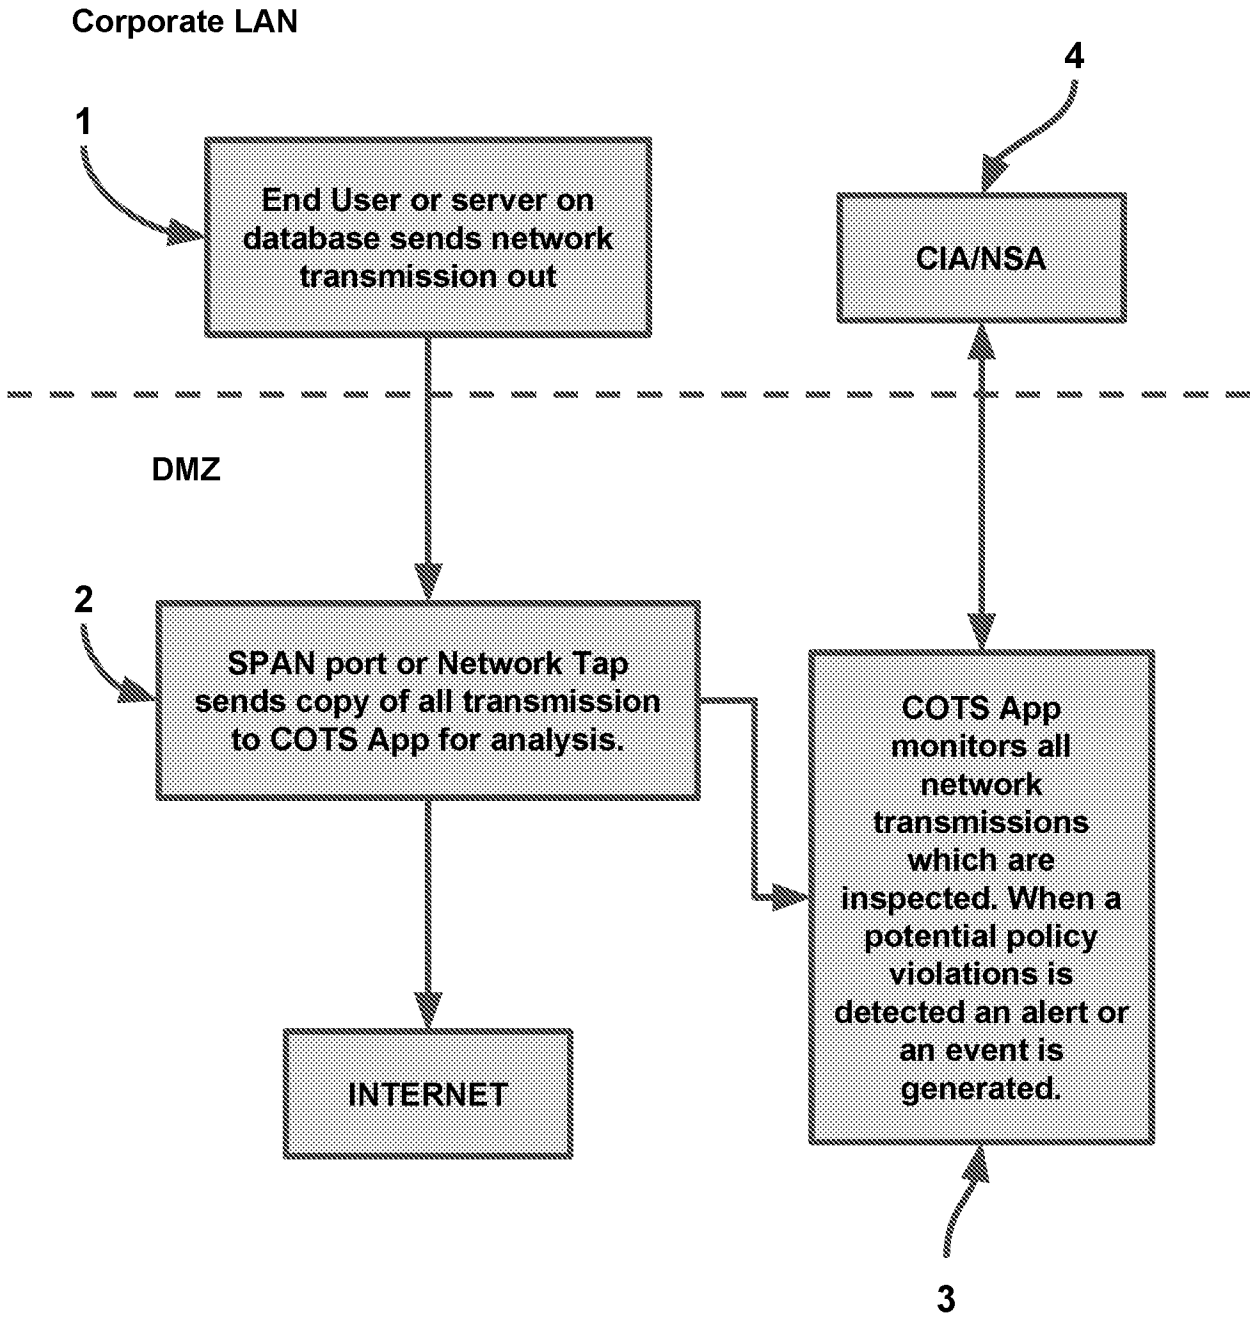 Corporate LAN
4
1
End User or server on
database sends network
transmission out
CIA/NSA
DMZ
2
SPAN port or Network Tap
sends copy of all transmission
to COTS App for analysis.
COTS App
monitors all
network
transmissions
which are
inspected. When a
potential policy
violations is
detected an alert or
an event is
generated.
INTERNET
3